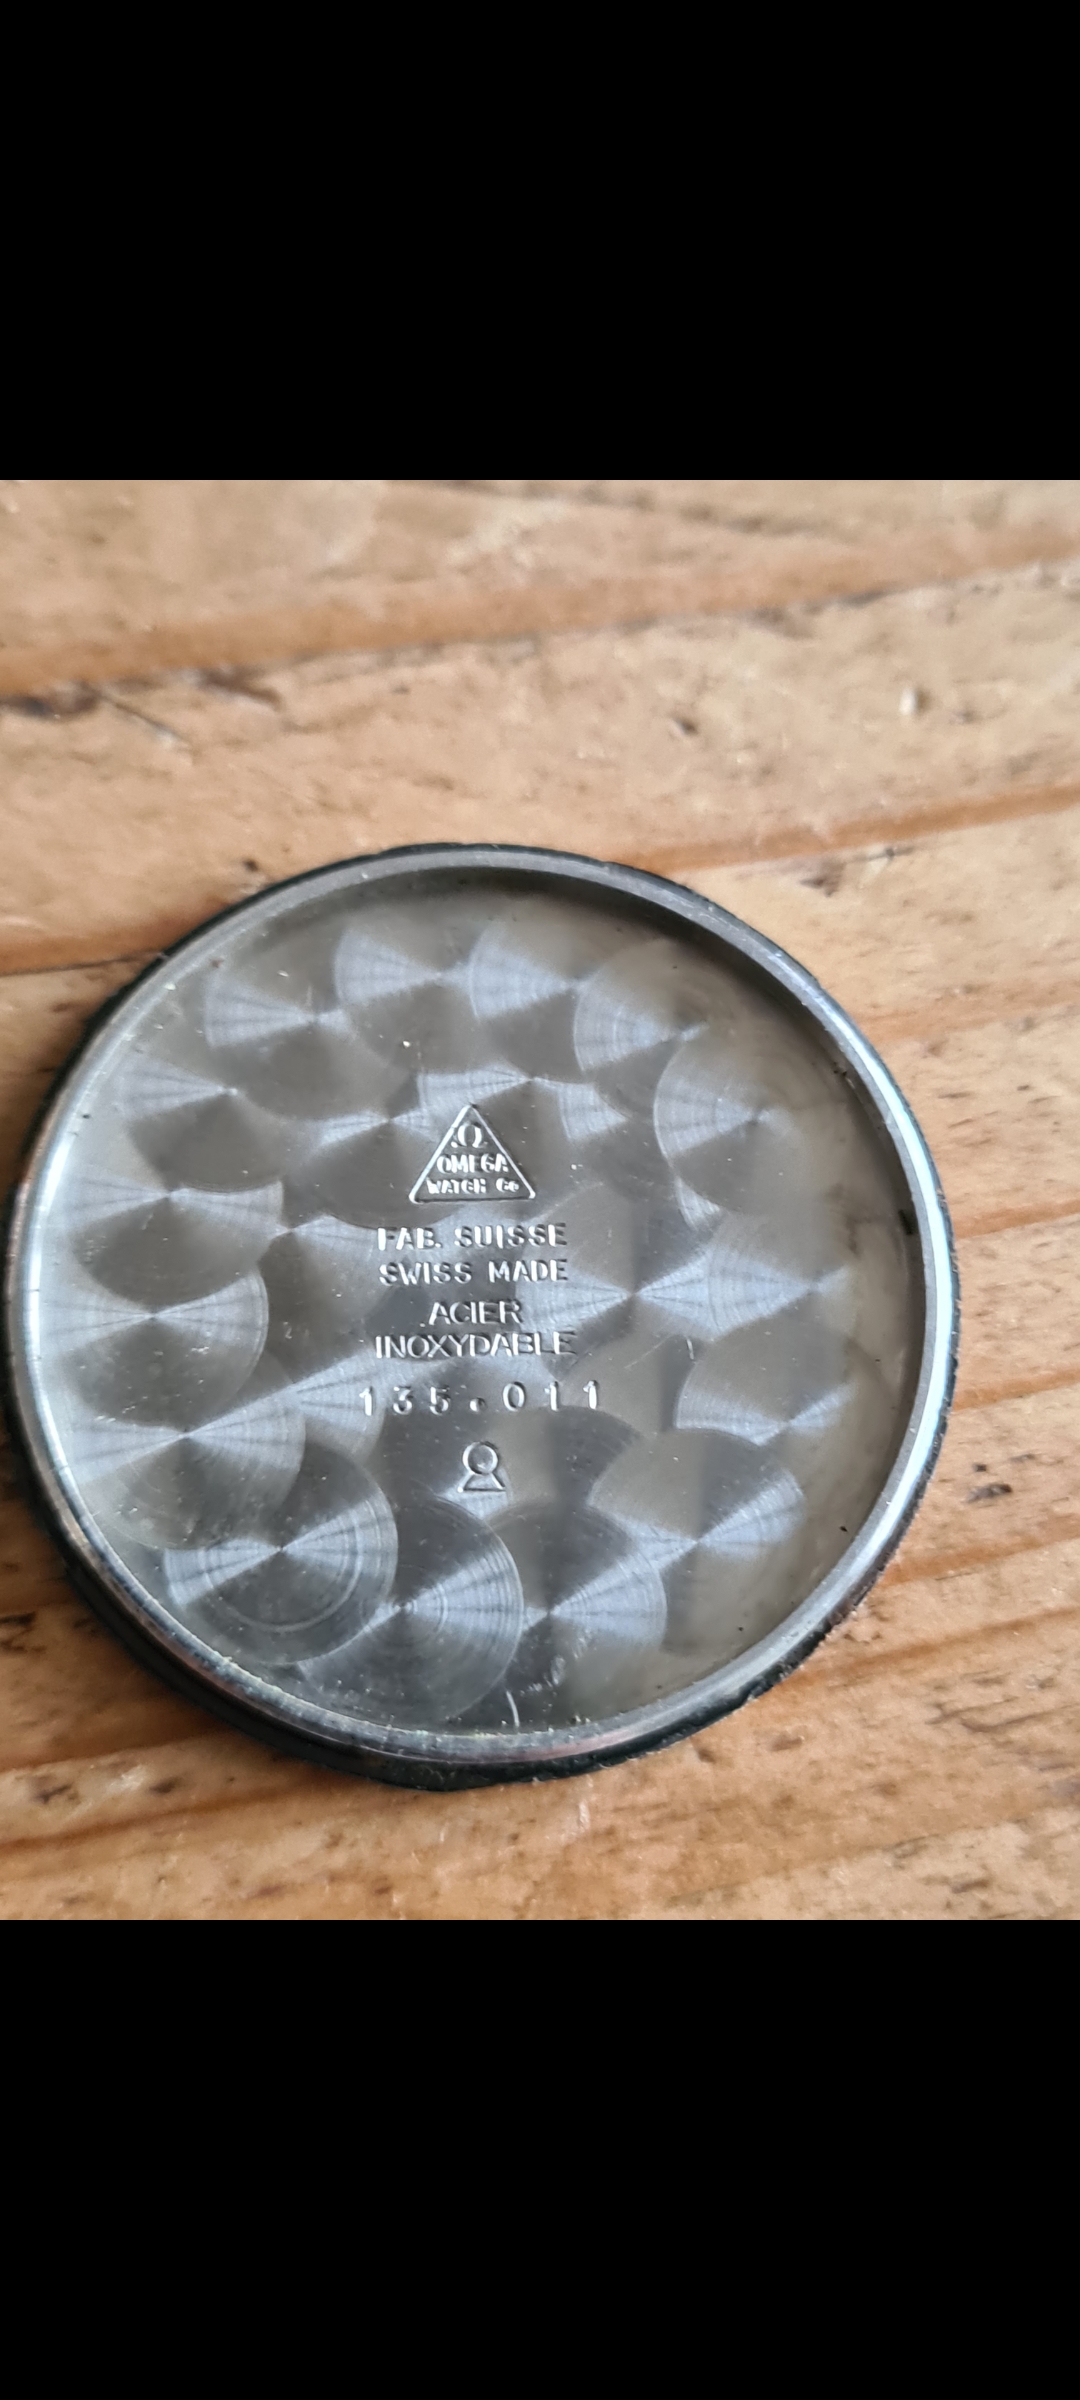 Ω
OMEGA
WATCH Co
FAB. SUISSE
SWISS MADE
ACIER
INOXYDABLE
135.011